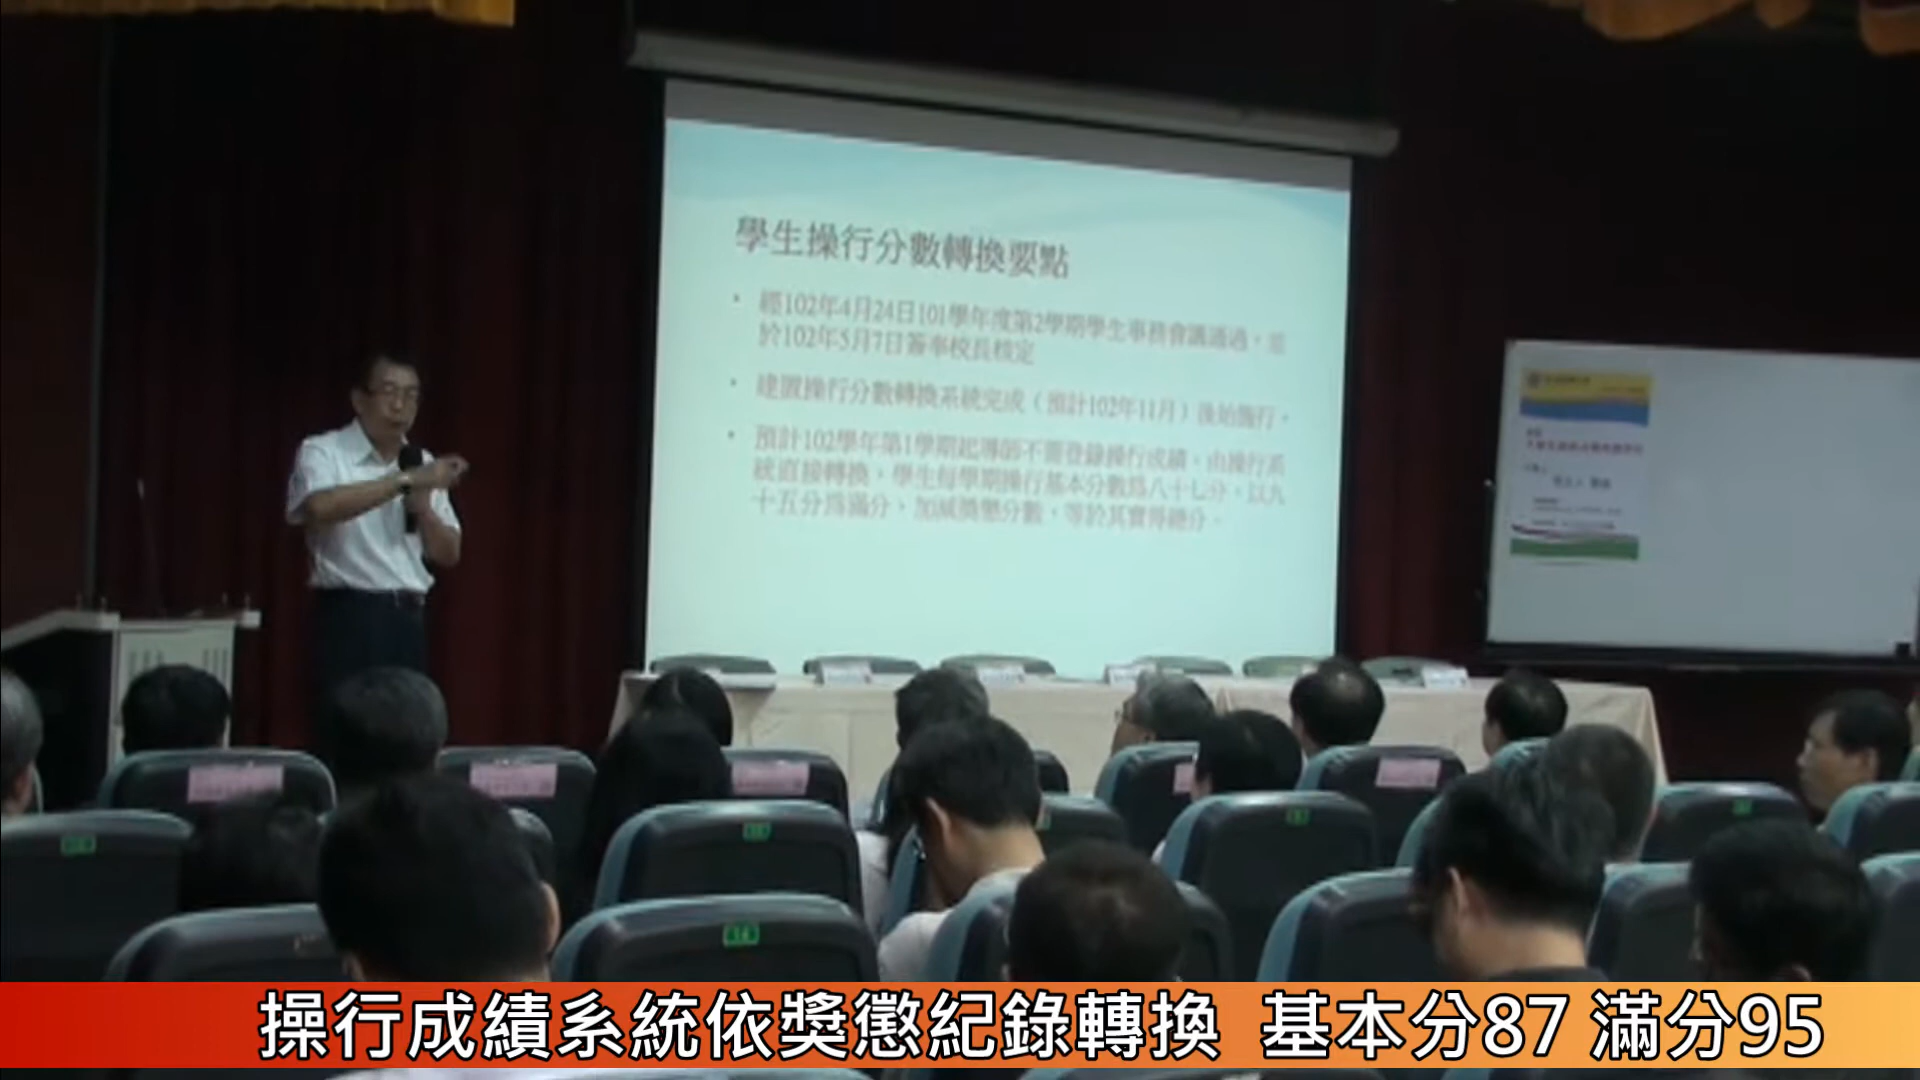 學生操行分數轉換要點
• 經102年4月24日101學年度第2學期學生事務會議通過，並
於102年5月7日簽奉校長核定
• 建置操行分數轉換系統完成（預計102年11月）後始施行。
• 預計102學年第1學期起導師不需登錄操行成績，由操行系
統直接轉換，學生每學期操行基本分數為八十七分，以九
十五分為滿分，加減獎懲分數，等於其實得總分。
操行成績系統依獎懲紀錄轉換 基本分87 滿分95